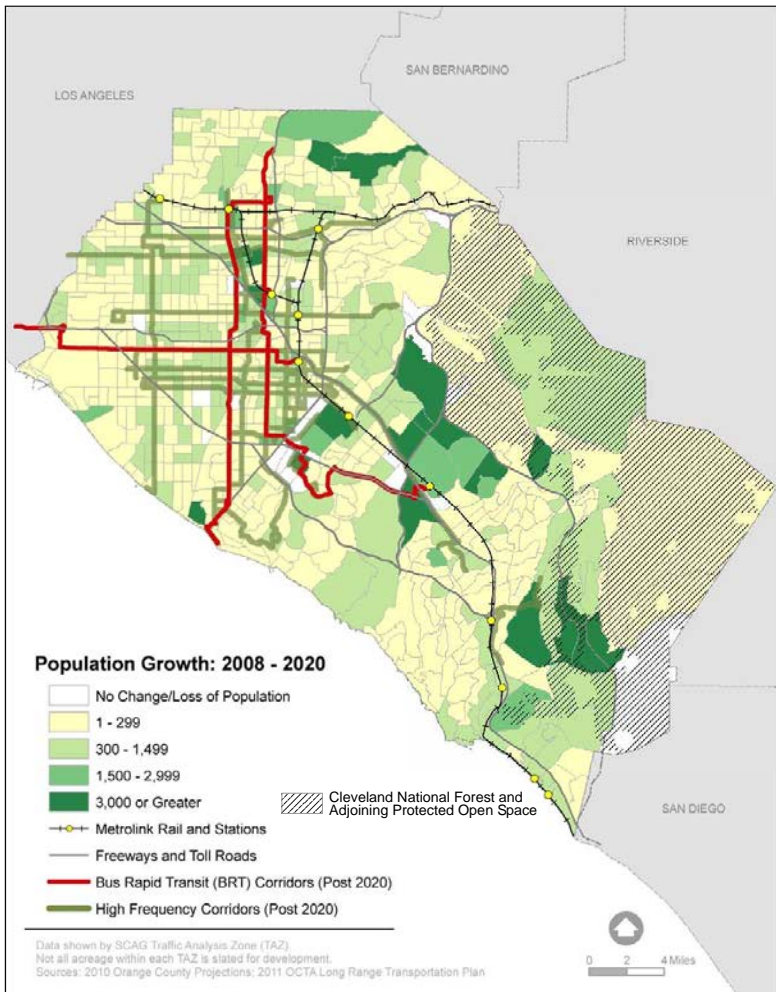 SAN BERNARDINO
LOS ANGELES
RIVERSIDE
Population Growth: 2008 - 2020
No Change/Loss of Population
1 - 299
300 - 1,499
1,500 - 2,999
3,000 or Greater
Metrolink Rail and Stations
Freeways and Toll Roads
Bus Rapid Transit (BRT) Corridors (Post 2020)
High Frequency Corridors (Post 2020)
Cleveland National Forest and
Adjoining Protected Open Space
SAN DIEGO
Data shown by SCAG Traffic Analysis Zone (TAZ)
Not all acreage within each TAZ is slated for development.
Sources: 2010 Orange County Projections; 2011 OCTA Long Range Transportation Plan
0 2 4 Miles